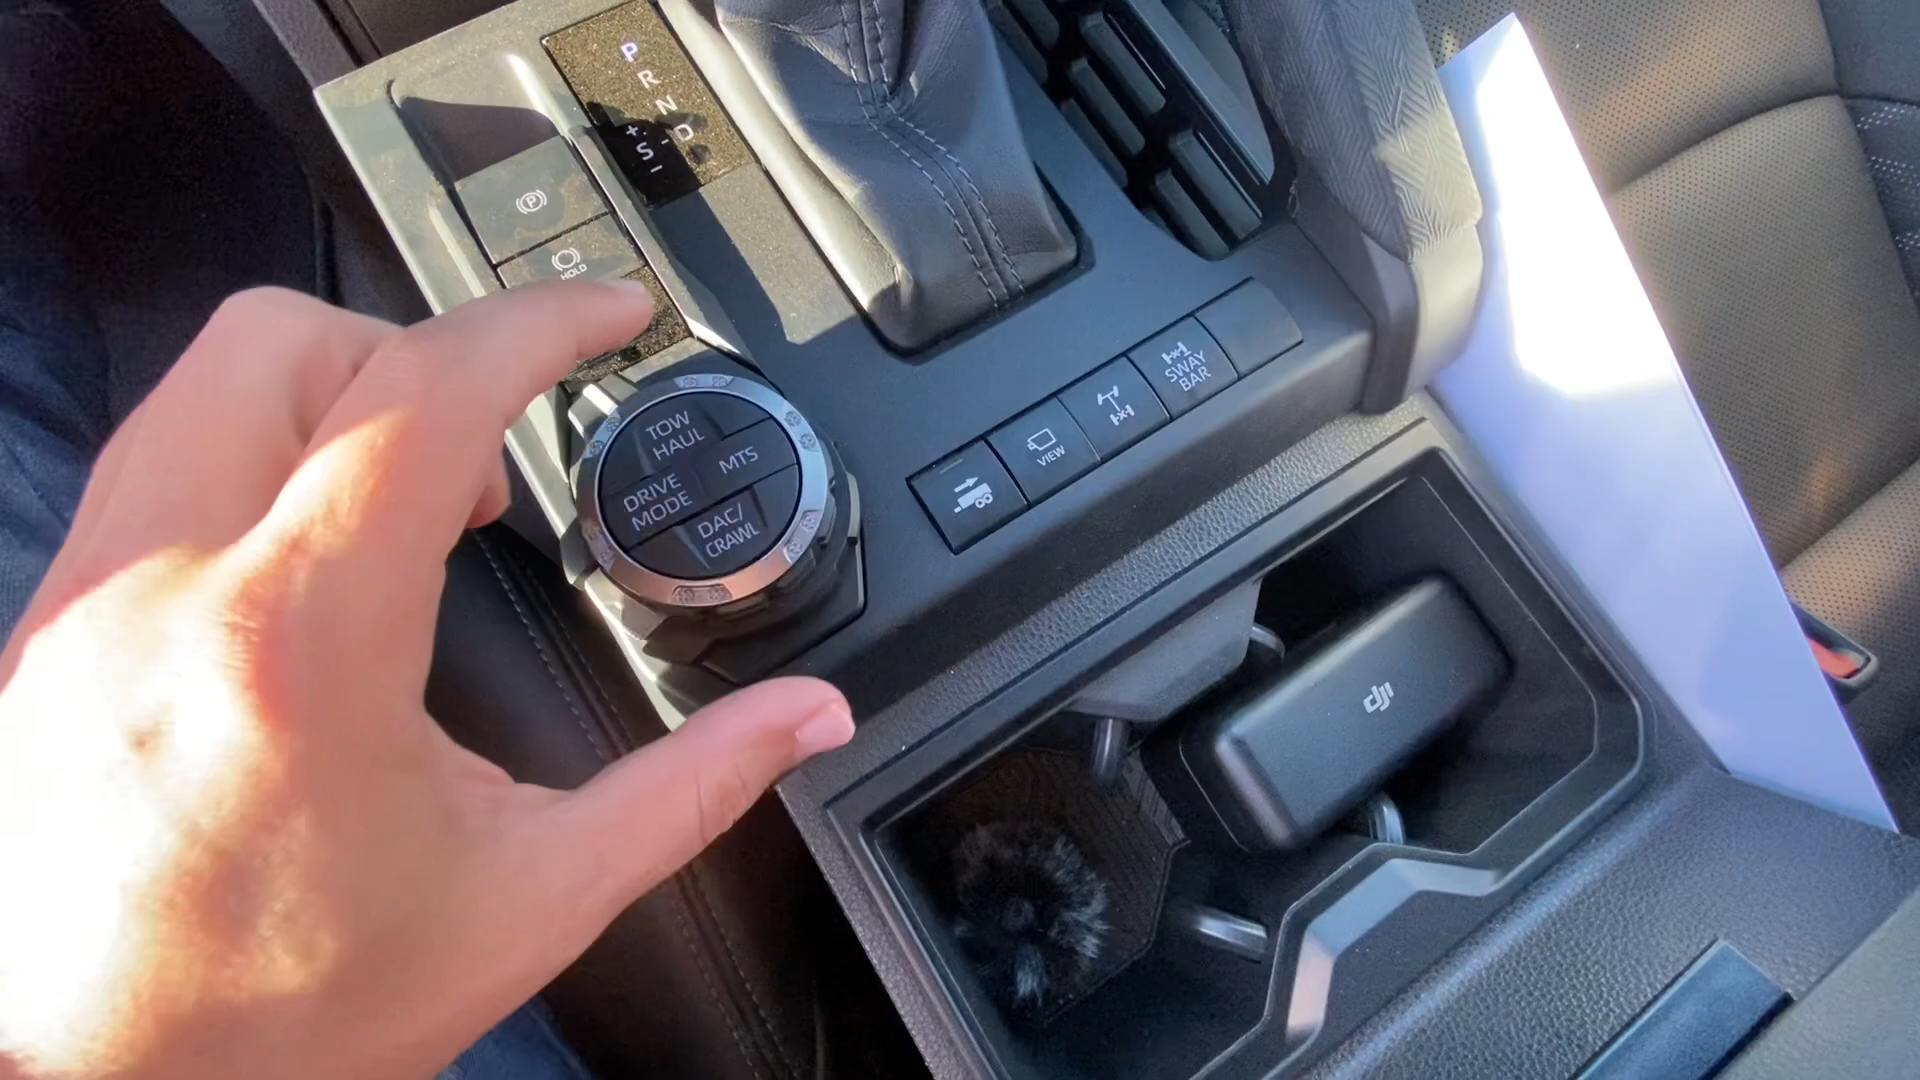 P
R
N
D
+
S
-
-
P
HOLD
TOW
HAUL
MTS
DRIVE
MODE
DAC/
CRAWL
VIEW
SWAY
BAR
dji